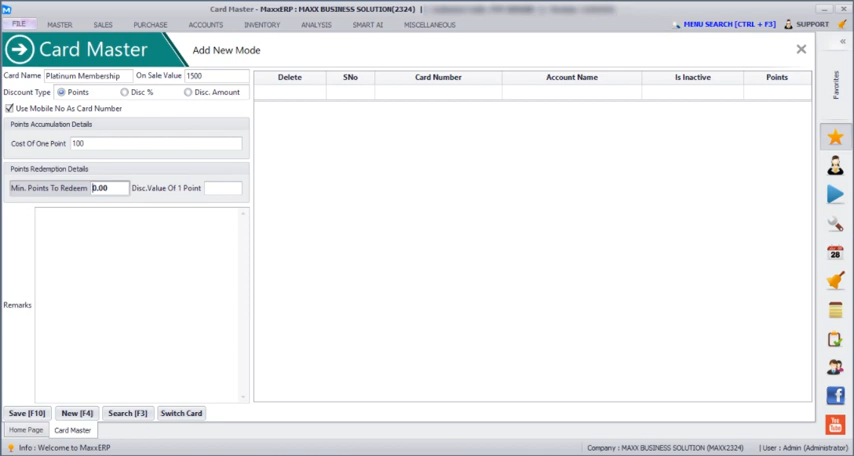 Card Master - MaxxERP : MAXX BUSINESS SOLUTION(2324) |
FILE MASTER SALES PURCHASE ACCOUNTS INVENTORY ANALYSIS SMART AI MISCELLANEOUS MENU SEARCH [CTRL + F3] SUPPORT
Card Master Add New Mode
Card Name Platinum Membership On Sale Value 1500
Discount Type Points Disc % Disc. Amount
Use Mobile No As Card Number
Points Accumulation Details
Cost Of One Point 100
Points Redemption Details
Min. Points To Redeem 0.00 Disc.Value Of 1 Point
Remarks
Delete SNo Card Number Account Name Is Inactive Points
Favorites
28
You
Tube
Save [F10] New [F4] Search [F3] Switch Card
Home Page Card Master
Info : Welcome to MaxxERP Company : MAXX BUSINESS SOLUTION (MAXX2324) | User : Admin (Administrator)